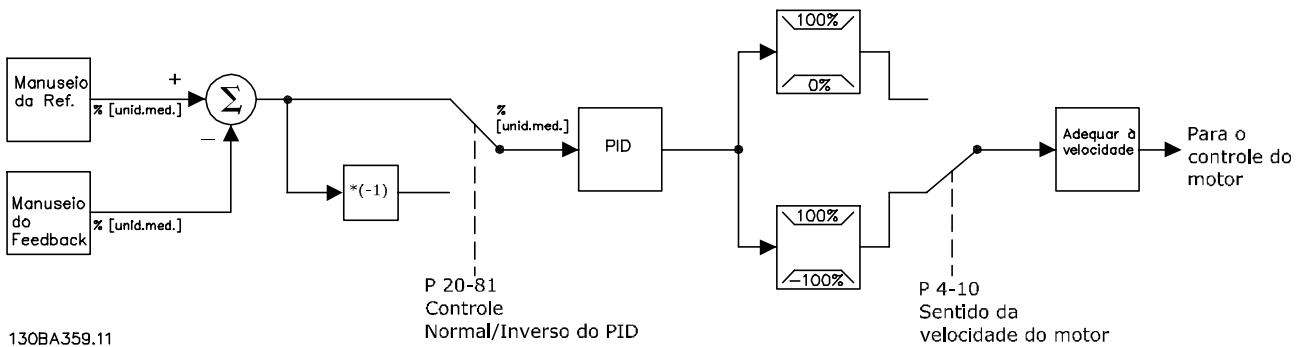 Manuseio
da Ref.
+
% [unid.med.]
Σ
−
Manuseio
do
Feedback
% [unid.med.]
*(-1)
%
[unid.med.]
P 20-81
Controle
Normal/Inverso do PID
PID
100%
0%
100%
-100%
P 4-10
Sentido da
velocidade do motor
Adequar à
velocidade
Para o
controle do
motor
130BA359.11